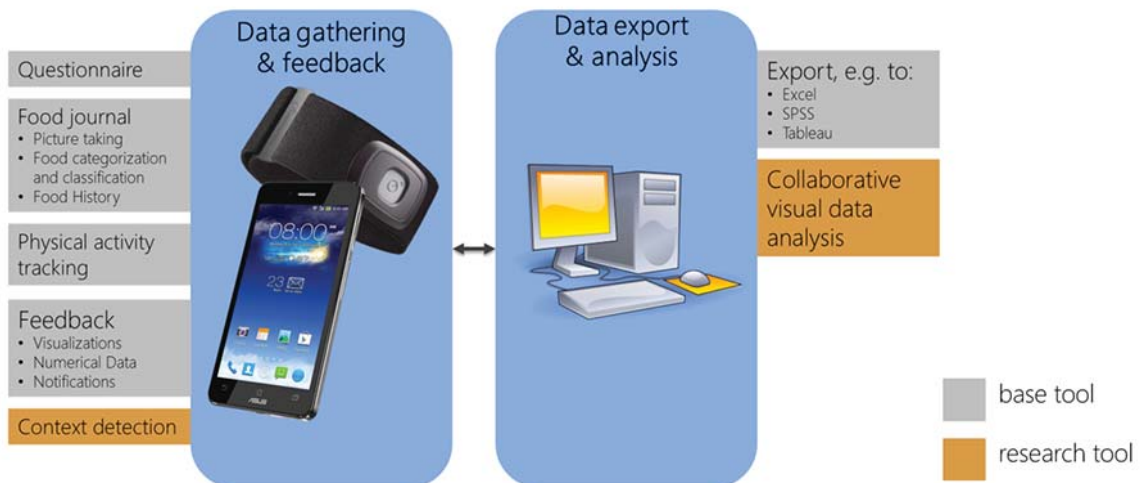 Data gathering
& feedback
Questionnaire
Food journal
• Picture taking
• Food categorization
and classification
• Food History
Physical activity
tracking
Feedback
• Visualizations
• Numerical Data
• Notifications
Context detection
08:00
23
ASUS
Data export
& analysis
Export, e.g. to:
• Excel
• SPSS
• Tableau
Collaborative
visual data
analysis
base tool
research tool